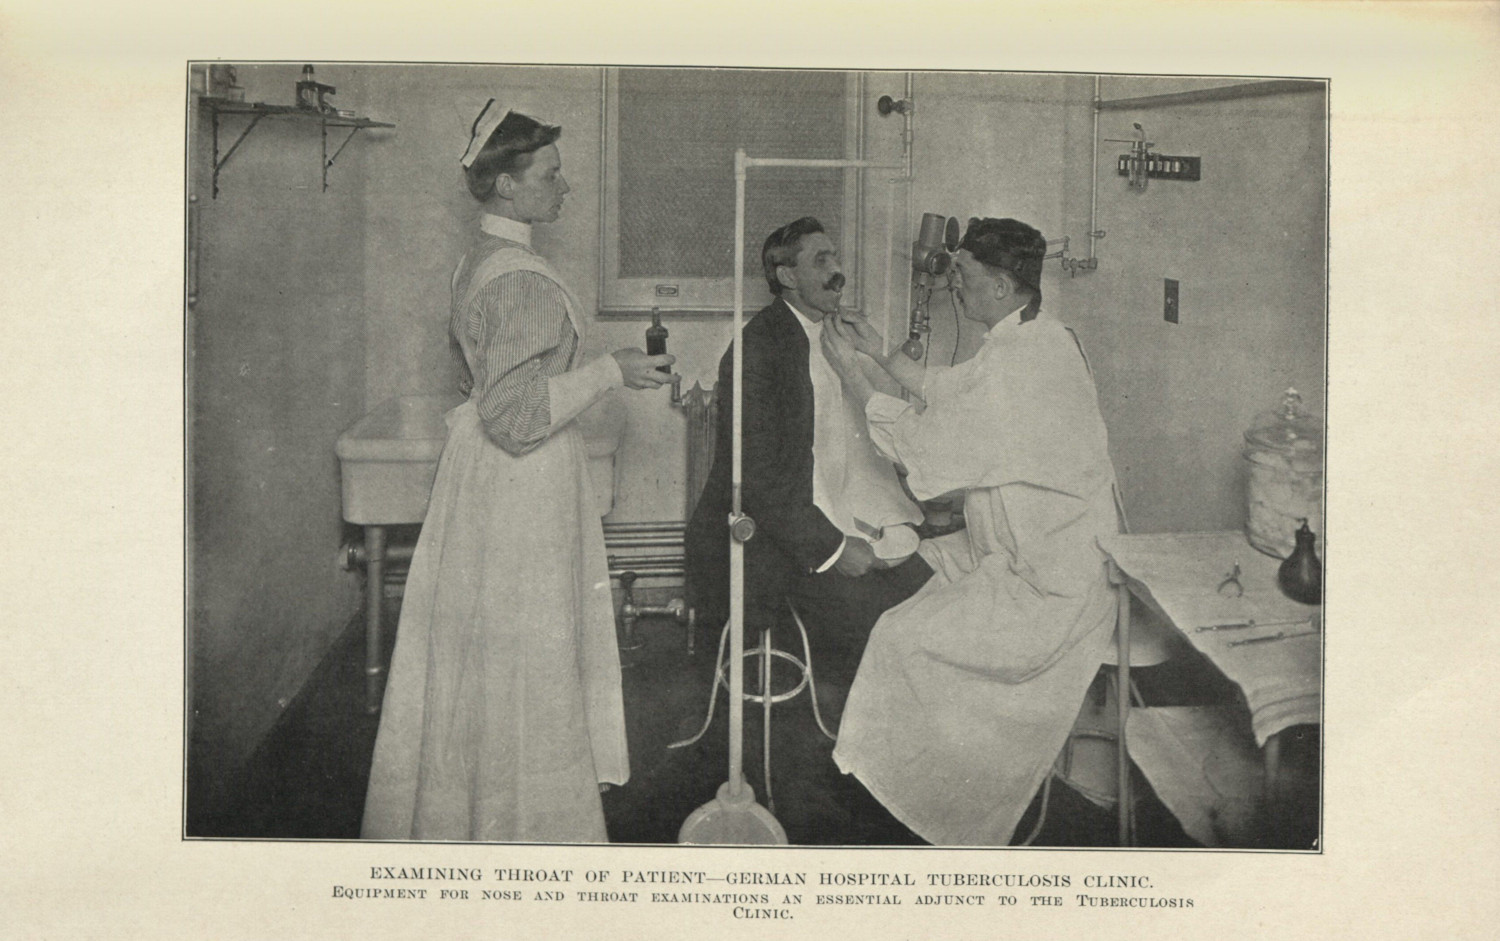 EXAMINING THROAT OF PATIENT—GERMAN HOSPITAL TUBERCULOSIS CLINIC.
EQUIPMENT FOR NOSE AND THROAT EXAMINATIONS AN ESSENTIAL ADJUNCT TO THE TUBERCULOSIS
CLINIC.